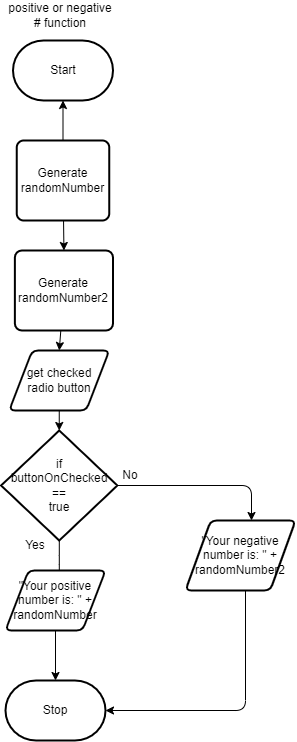 positive or negative
# function
Start
Generate
randomNumber
Generate
randomNumber2
get checked
radio button
if
buttonOnChecked
==
true
No
Yes
"Your positive
number is: " +
randomNumber
"Your negative
number is: " +
randomNumber2
Stop